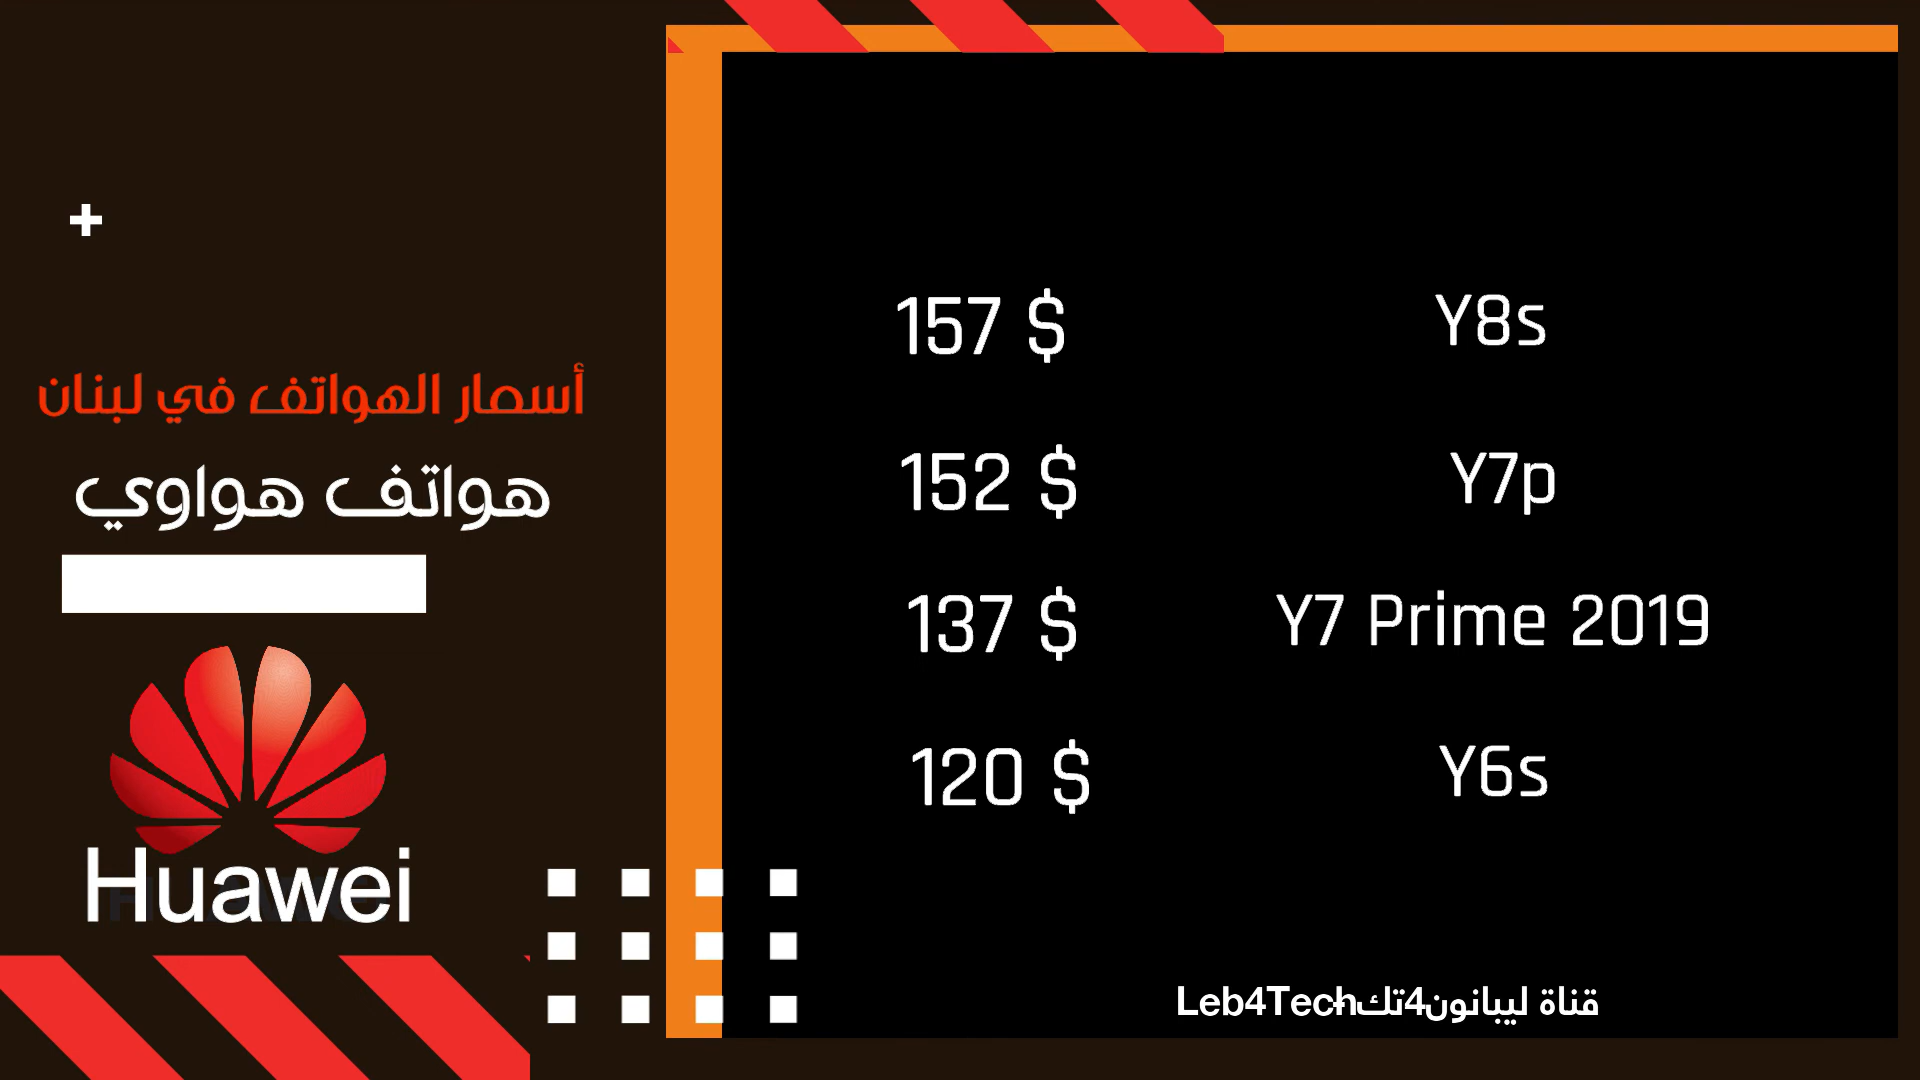 أسعار الهواتف في لبنان
هواتف هواوي
Huawei
157 $ Y8s
152 $ Y7p
137 $ Y7 Prime 2019
120 $ Y6s
قناة ليبانون4تك Leb4Tech